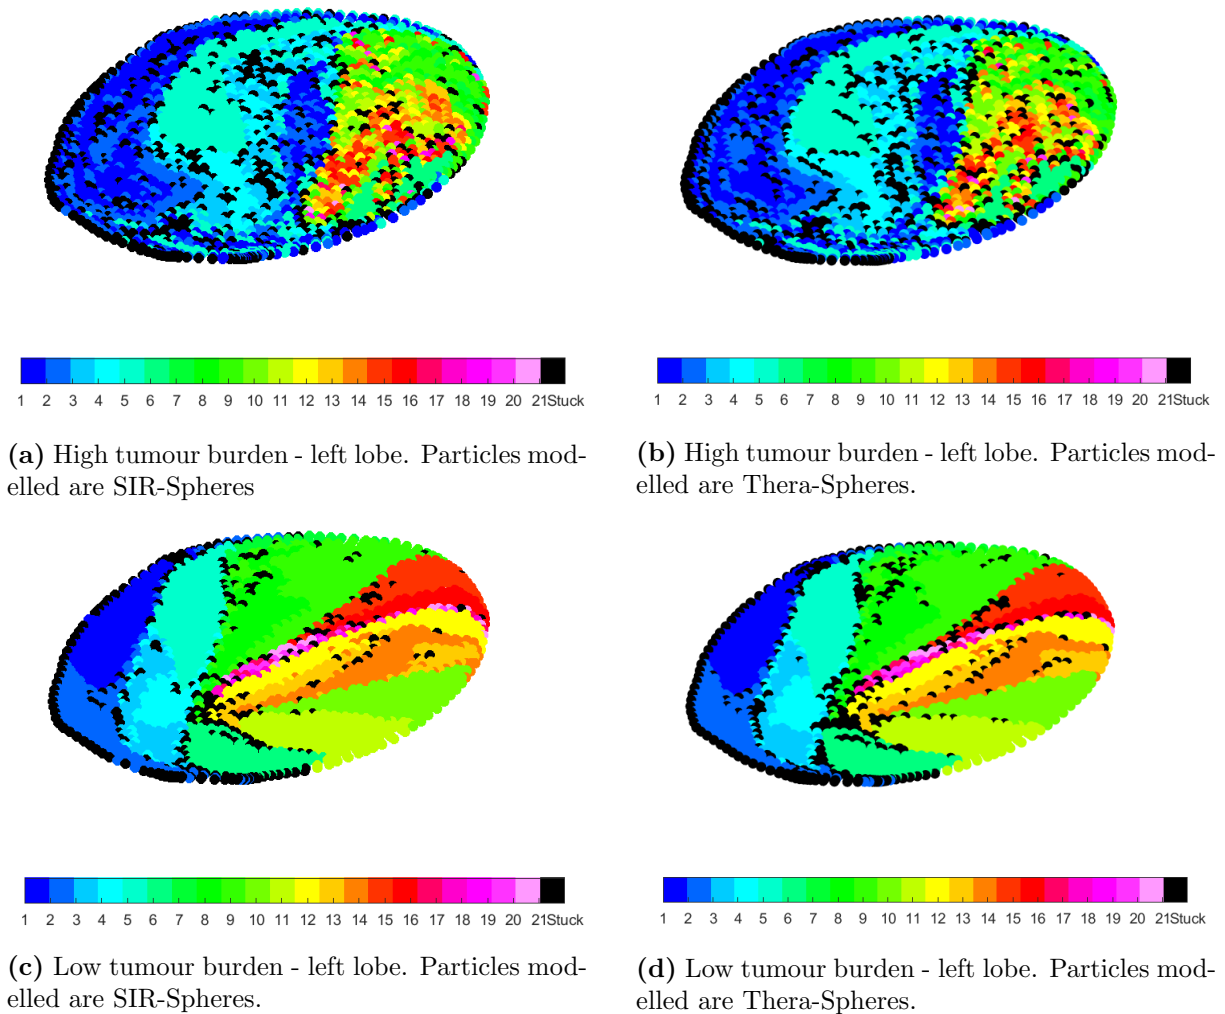 1 2 3 4 5 6 7 8 9 10 11 12 13 14 15 16 17 18 19 20 21Stuck
1 2 3 4 5 6 7 8 9 10 11 12 13 14 15 16 17 18 19 20 21Stuck
(a) High tumour burden - left lobe. Particles mod-
elled are SIR-Spheres
(b) High tumour burden - left lobe. Particles mod-
elled are Thera-Spheres.
1 2 3 4 5 6 7 8 9 10 11 12 13 14 15 16 17 18 19 20 21Stuck
1 2 3 4 5 6 7 8 9 10 11 12 13 14 15 16 17 18 19 20 21Stuck
(c) Low tumour burden - left lobe. Particles mod-
elled are SIR-Spheres.
(d) Low tumour burden - left lobe. Particles mod-
elled are Thera-Spheres.